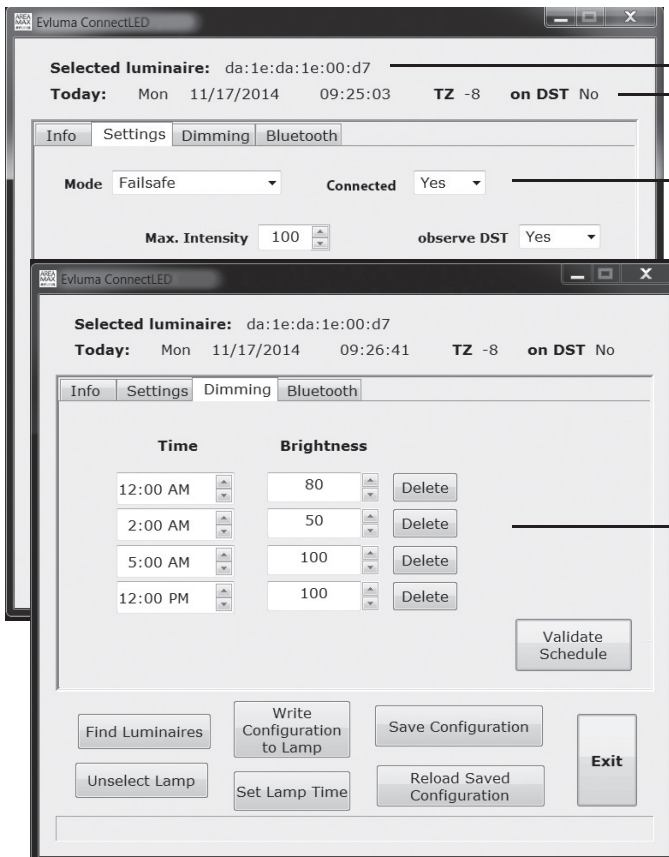 AREA
MAX
Evluma ConnectLED
X
Selected luminaire: da:1e:da:1e:00:d7
Today: Mon 11/17/2014 09:25:03 TZ -8 on DST No
Info Settings Dimming Bluetooth
Mode Failsafe Connected Yes
Max. Intensity 100 observe DST Yes
AREA
MAX
Evluma ConnectLED
X
Selected luminaire: da:1e:da:1e:00:d7
Today: Mon 11/17/2014 09:26:41 TZ -8 on DST No
Info Settings Dimming Bluetooth
Time Brightness
12:00 AM 80 Delete
2:00 AM 50 Delete
5:00 AM 100 Delete
12:00 PM 100 Delete
Validate
Schedule
Find Luminaires
Write
Configuration
to Lamp
Save Configuration
Exit
Unselect Lamp
Set Lamp Time
Reload Saved
Configuration